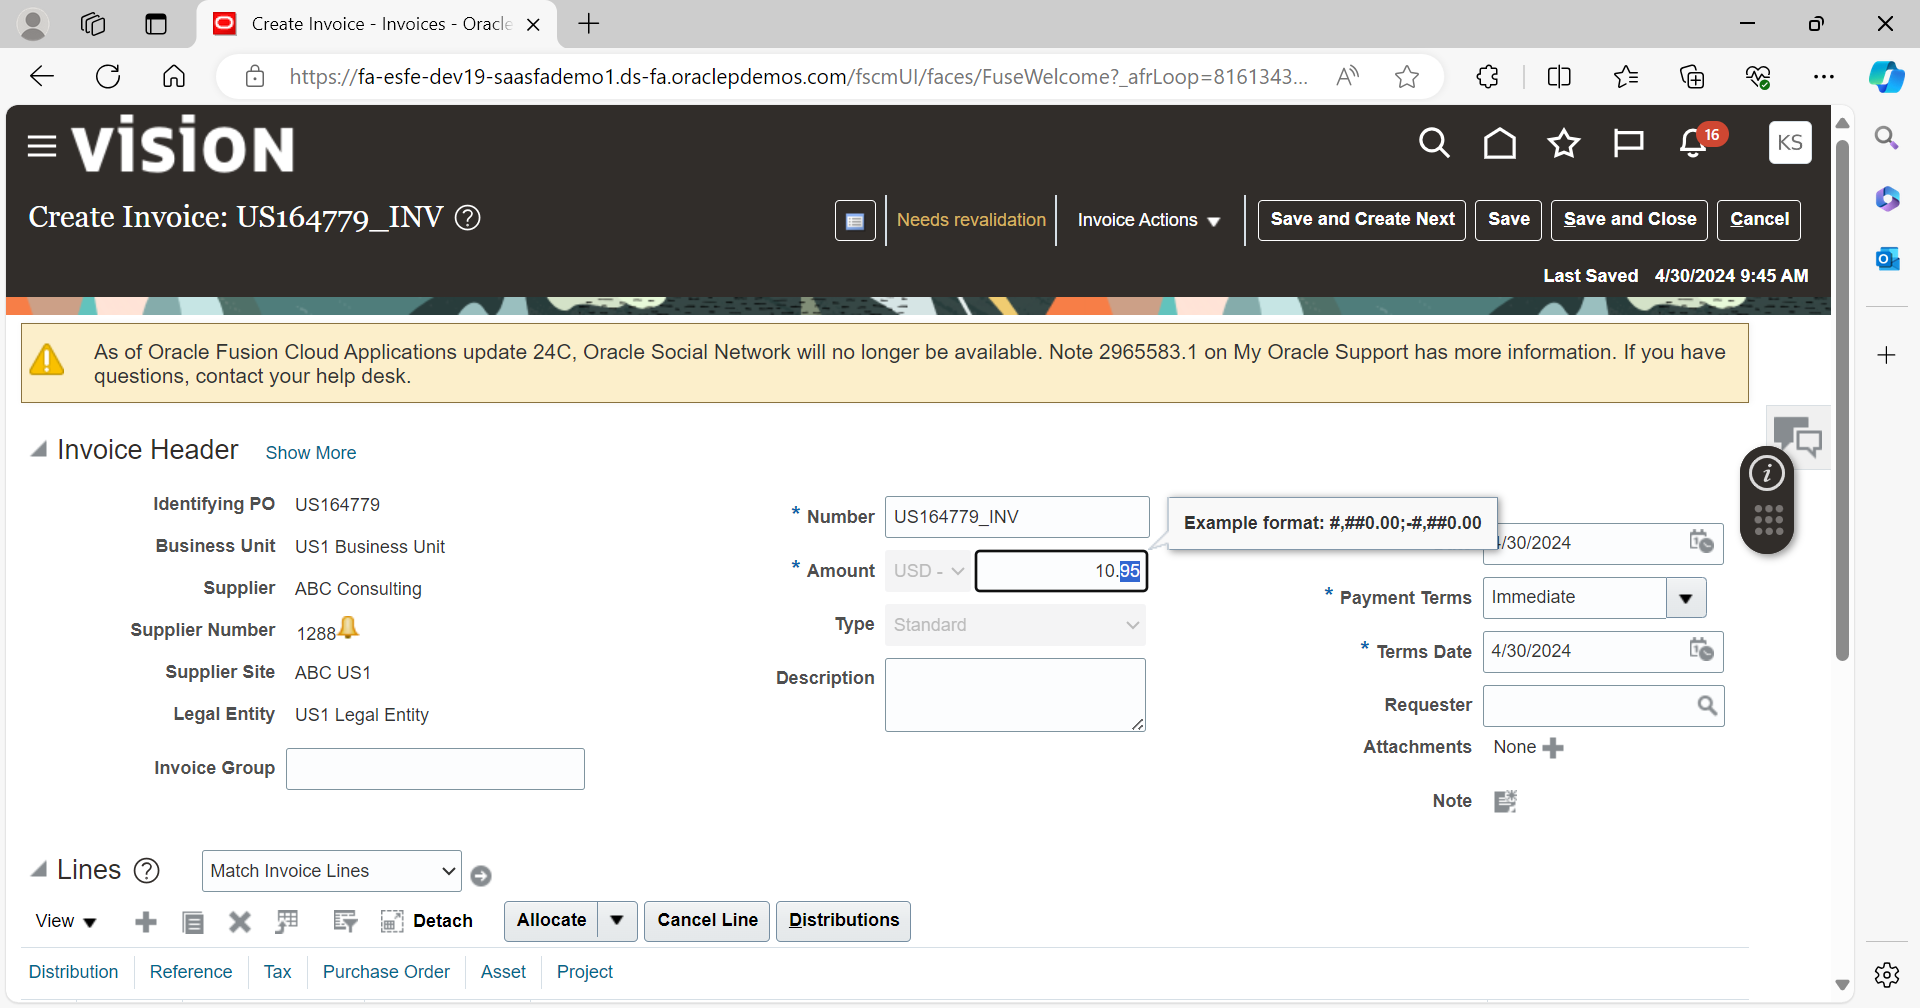 Create Invoice - Invoices - Oracle
https://fa-esfe-dev19-saasfademo1.ds-fa.oraclepdemos.com/fscmUI/faces/FuseWelcome?_afrLoop=8161343...
VISION
16
KS
Create Invoice: US164779_INV
Needs revalidation
Invoice Actions
Save and Create Next
Save
Save and Close
Cancel
Last Saved 4/30/2024 9:45 AM
As of Oracle Fusion Cloud Applications update 24C, Oracle Social Network will no longer be available. Note 2965583.1 on My Oracle Support has more information. If you have
questions, contact your help desk.
Invoice Header Show More
Identifying PO US164779
Business Unit US1 Business Unit
Supplier ABC Consulting
Supplier Number 1288
Supplier Site ABC US1
Legal Entity US1 Legal Entity
Invoice Group
* Number US164779_INV
* Amount USD - 10.95
Type Standard
Description
Example format: #,##0.00;-#,##0.00
/30/2024
* Payment Terms Immediate
* Terms Date 4/30/2024
Requester
Attachments None
Note
Lines ? Match Invoice Lines
View
Detach
Allocate
Cancel Line
Distributions
Distribution Reference Tax Purchase Order Asset Project